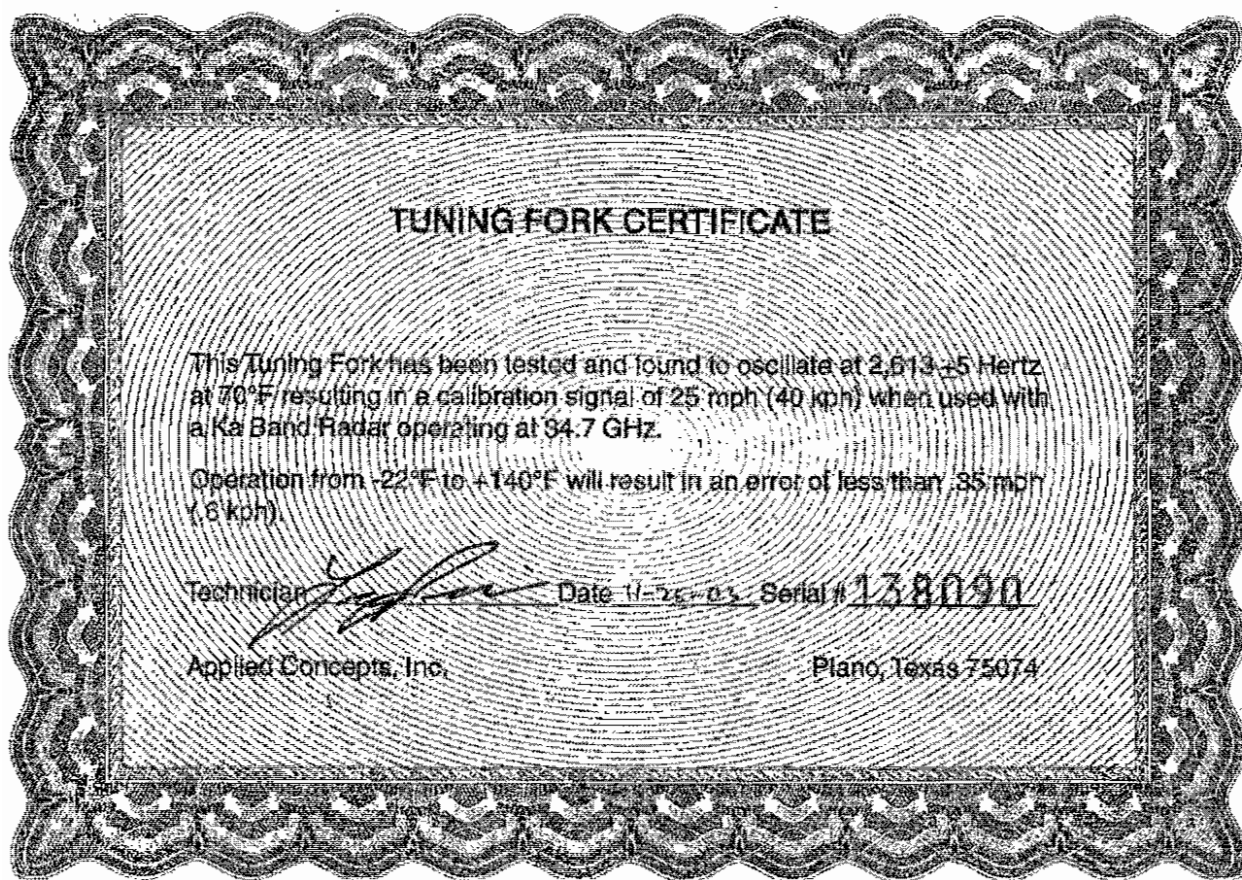 TUNING FORK CERTIFICATE
This Tuning Fork has been tested and found to oscillate at 2,613 ±5 Hertz
at 70°F resulting in a calibration signal of 25 mph (40 kph) when used with
a Ka Band Radar operating at 34.7 GHz.
Operation from -22°F to +140°F will result in an error of less than .35 mph
(.6 kph).
Technician Date Serial # 138090
Applied Concepts, Inc. Plano, Texas 75074